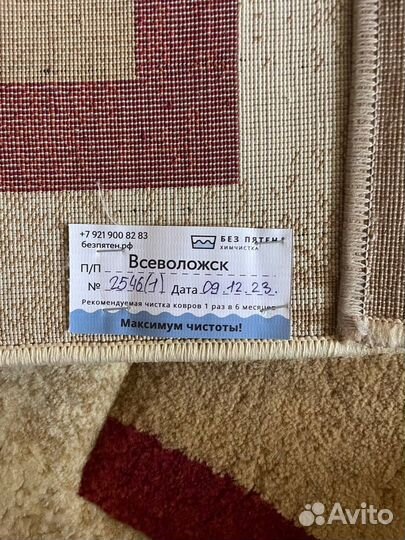 +7 921 900 82 83
безпятен.рф
БЕЗ ПЯТЕН
ХИМЧИСТКА
П/П Всеволожск
№ 2546(1) Дата 09.12.23.
Рекомендуемая чистка ковров 1 раз в 6 месяцев
Максимум чистоты!
Avito